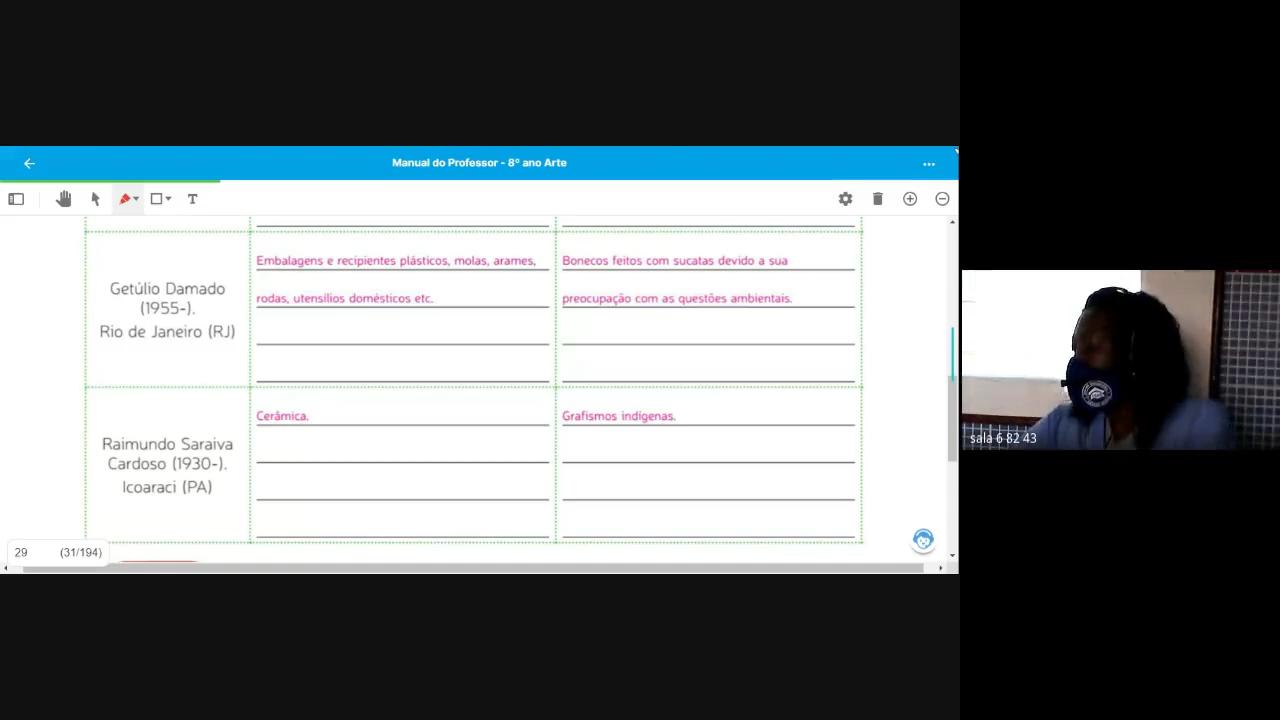 Manual do Professor - 8º ano Arte
T
Getúlio Damado
(1955-).
Rio de Janeiro (RJ)
Embalagens e recipientes plásticos, molas, arames,
rodas, utensílios domésticos etc.
Bonecos feitos com sucatas devido a sua
preocupação com as questões ambientais.
Raimundo Saraiva
Cardoso (1930-).
Icoaraci (PA)
Cerâmica.
Grafismos indígenas.
29 (31/194)
sala 6 82 43